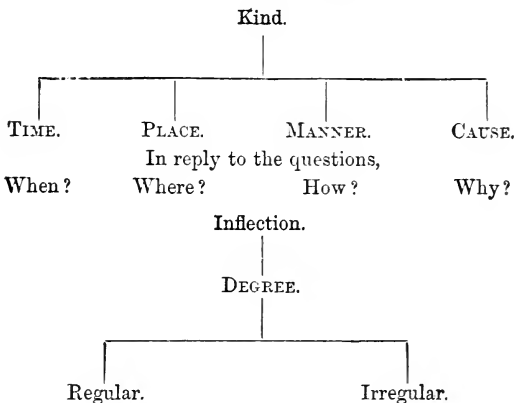 Kind.
TIME. PLACE. MANNER. CAUSE.
In reply to the questions,
When? Where? How? Why?
Inflection.
DEGREE.
Regular. Irregular.